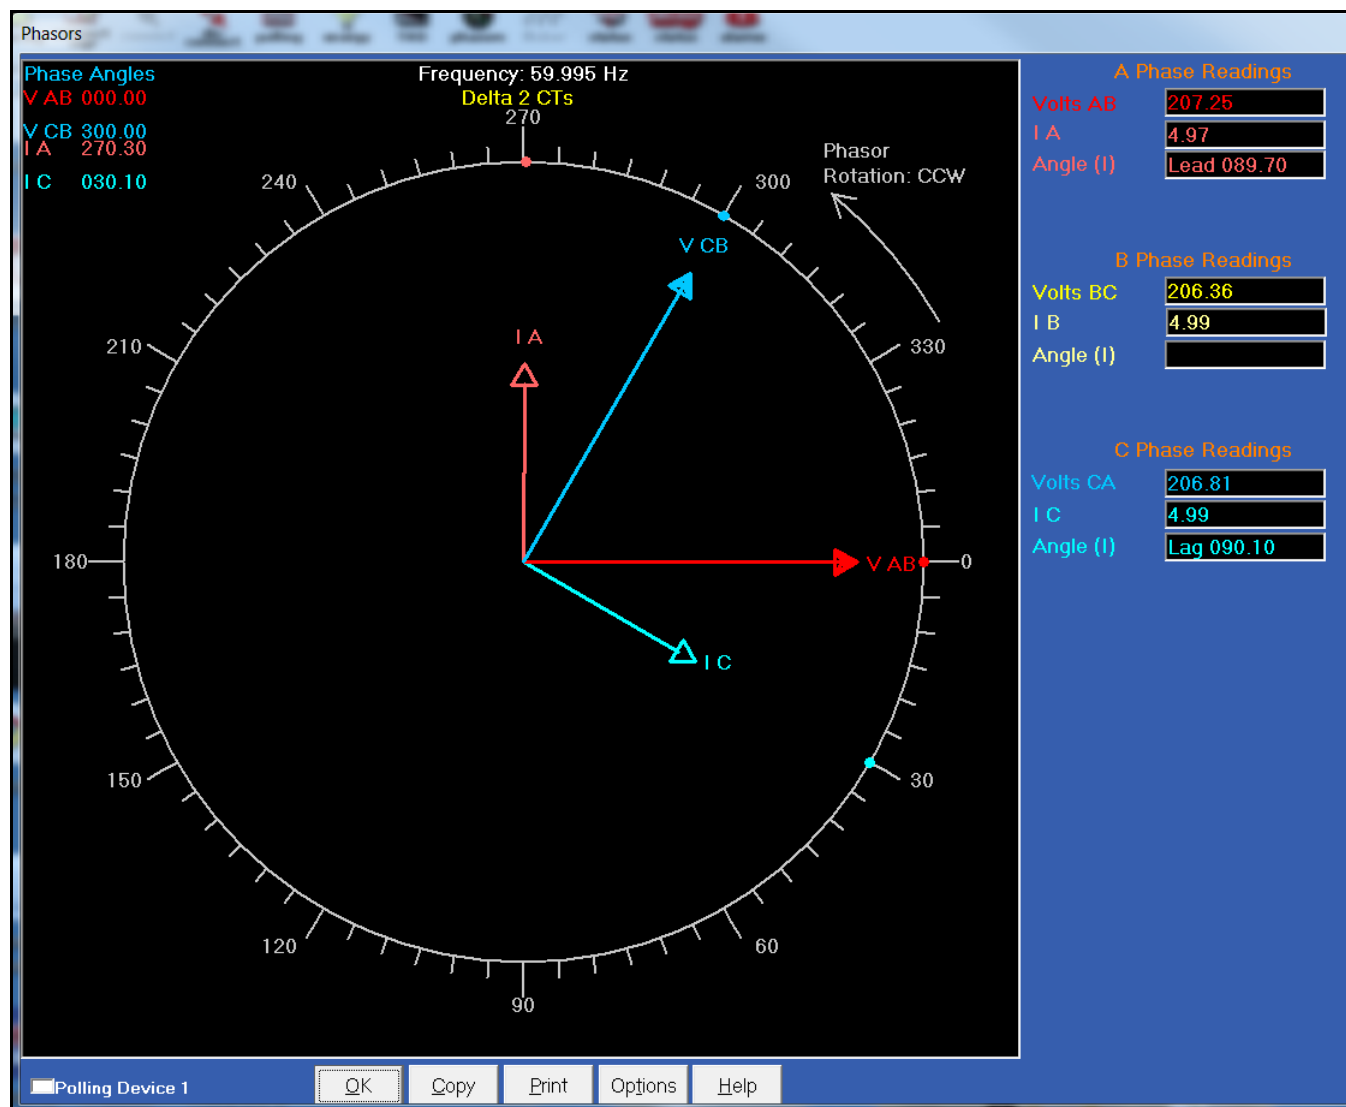 Phasors
Phase Angles
V AB 000.00
V CB 300.00
I A 270.30
I C 030.10
Frequency: 59.995 Hz
Delta 2 CTs
270
240
300
Phasor
Rotation: CCW
V CB
I A
210
330
180
V AB
0
I C
150
30
120
60
90
A Phase Readings
Volts AB 207.25
I A 4.97
Angle (I) Lead 089.70
B Phase Readings
Volts BC 206.36
I B 4.99
Angle (I)
C Phase Readings
Volts CA 206.81
I C 4.99
Angle (I) Lag 090.10
Polling Device 1
OK Copy Print Options Help